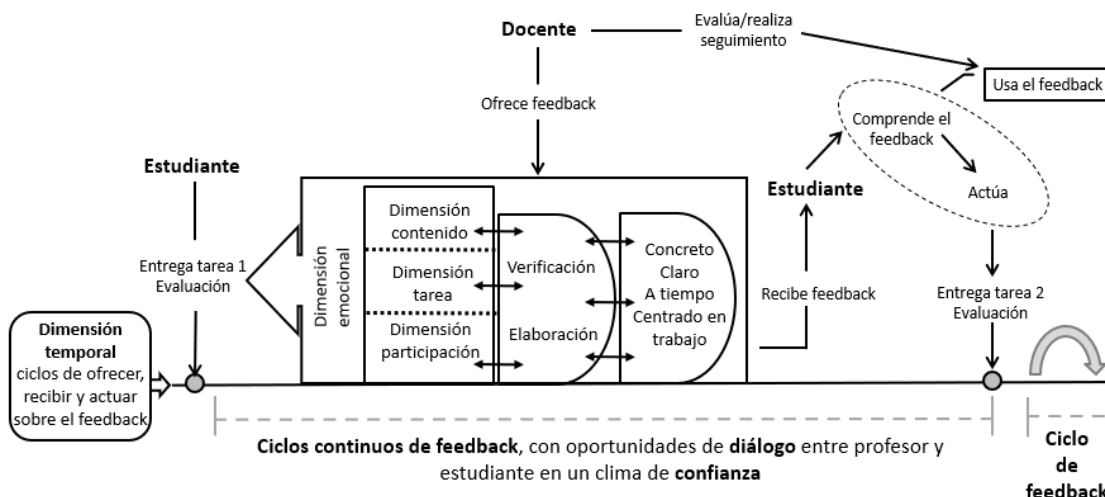 Docente
Evalúa/realiza
seguimiento
Usa el feedback
Ofrece feedback
Comprende el
feedback
Actúa
Estudiante
Estudiante
Entrega tarea 1
Evaluación
Dimensión
emocional
Dimensión
contenido
Dimensión
tarea
Dimensión
participación
Verificación
Elaboración
Concreto
Claro
A tiempo
Centrado en
trabajo
Recibe feedback
Entrega tarea 2
Evaluación
Dimensión
temporal
ciclos de ofrecer,
recibir y actuar
sobre el feedback
Ciclos continuos de feedback, con oportunidades de diálogo entre profesor y
estudiante en un clima de confianza
Ciclo
de
feedback